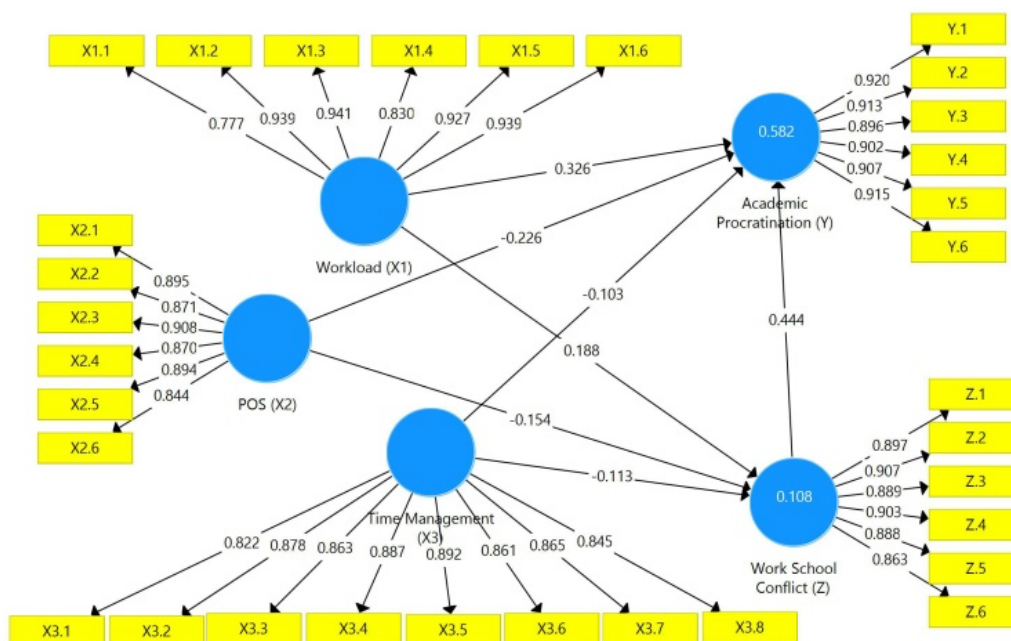 X1.1
X1.2
X1.3
X1.4
X1.5
X1.6
0.777
0.939
0.941
0.830
0.927
0.939
Workload (X1)
X2.1
X2.2
X2.3
X2.4
X2.5
X2.6
0.895
0.871
0.908
0.870
0.894
0.844
POS (X2)
0.326
-0.226
-0.103
0.188
-0.154
-0.113
0.444
Time Management
(X3)
0.822
0.878
0.863
0.887
0.892
0.861
0.865
0.845
X3.1
X3.2
X3.3
X3.4
X3.5
X3.6
X3.7
X3.8
0.582
Academic
Procratination (Y)
0.920
0.913
0.896
0.902
0.907
0.915
Y.1
Y.2
Y.3
Y.4
Y.5
Y.6
0.108
Work School
Conflict (Z)
0.897
0.907
0.889
0.903
0.888
0.863
Z.1
Z.2
Z.3
Z.4
Z.5
Z.6